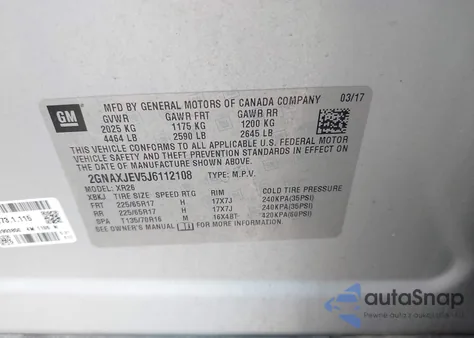 GM
MFD BY GENERAL MOTORS OF CANADA COMPANY 03/17
GVWR GAWR FRT GAWR RR
2025 KG 1175 KG 1200 KG
4464 LB 2590 LB 2645 LB
THIS VEHICLE CONFORMS TO ALL APPLICABLE U.S. FEDERAL MOTOR
VEHICLE SAFETY, BUMPER, AND THEFT PREVENTION STANDARDS IN EFFECT ON
THE DATE OF MANUFACTURE SHOWN ABOVE.
2GNAXJEV5J6112108 TYPE: M.P.V.
MODEL: XR26
XBKJ TIRE SIZE SPEED RTG RIM COLD TIRE PRESSURE
FRT 225/65R17 H 17X7J 240KPA(35PSI)
RR 225/65R17 H 17X7J 240KPA(35PSI)
SPA T135/70R16 M 16X4BT 420KPA(60PSI)
SEE OWNER'S MANUAL FOR MORE INFORMATION.
73.1.115
autoSnap